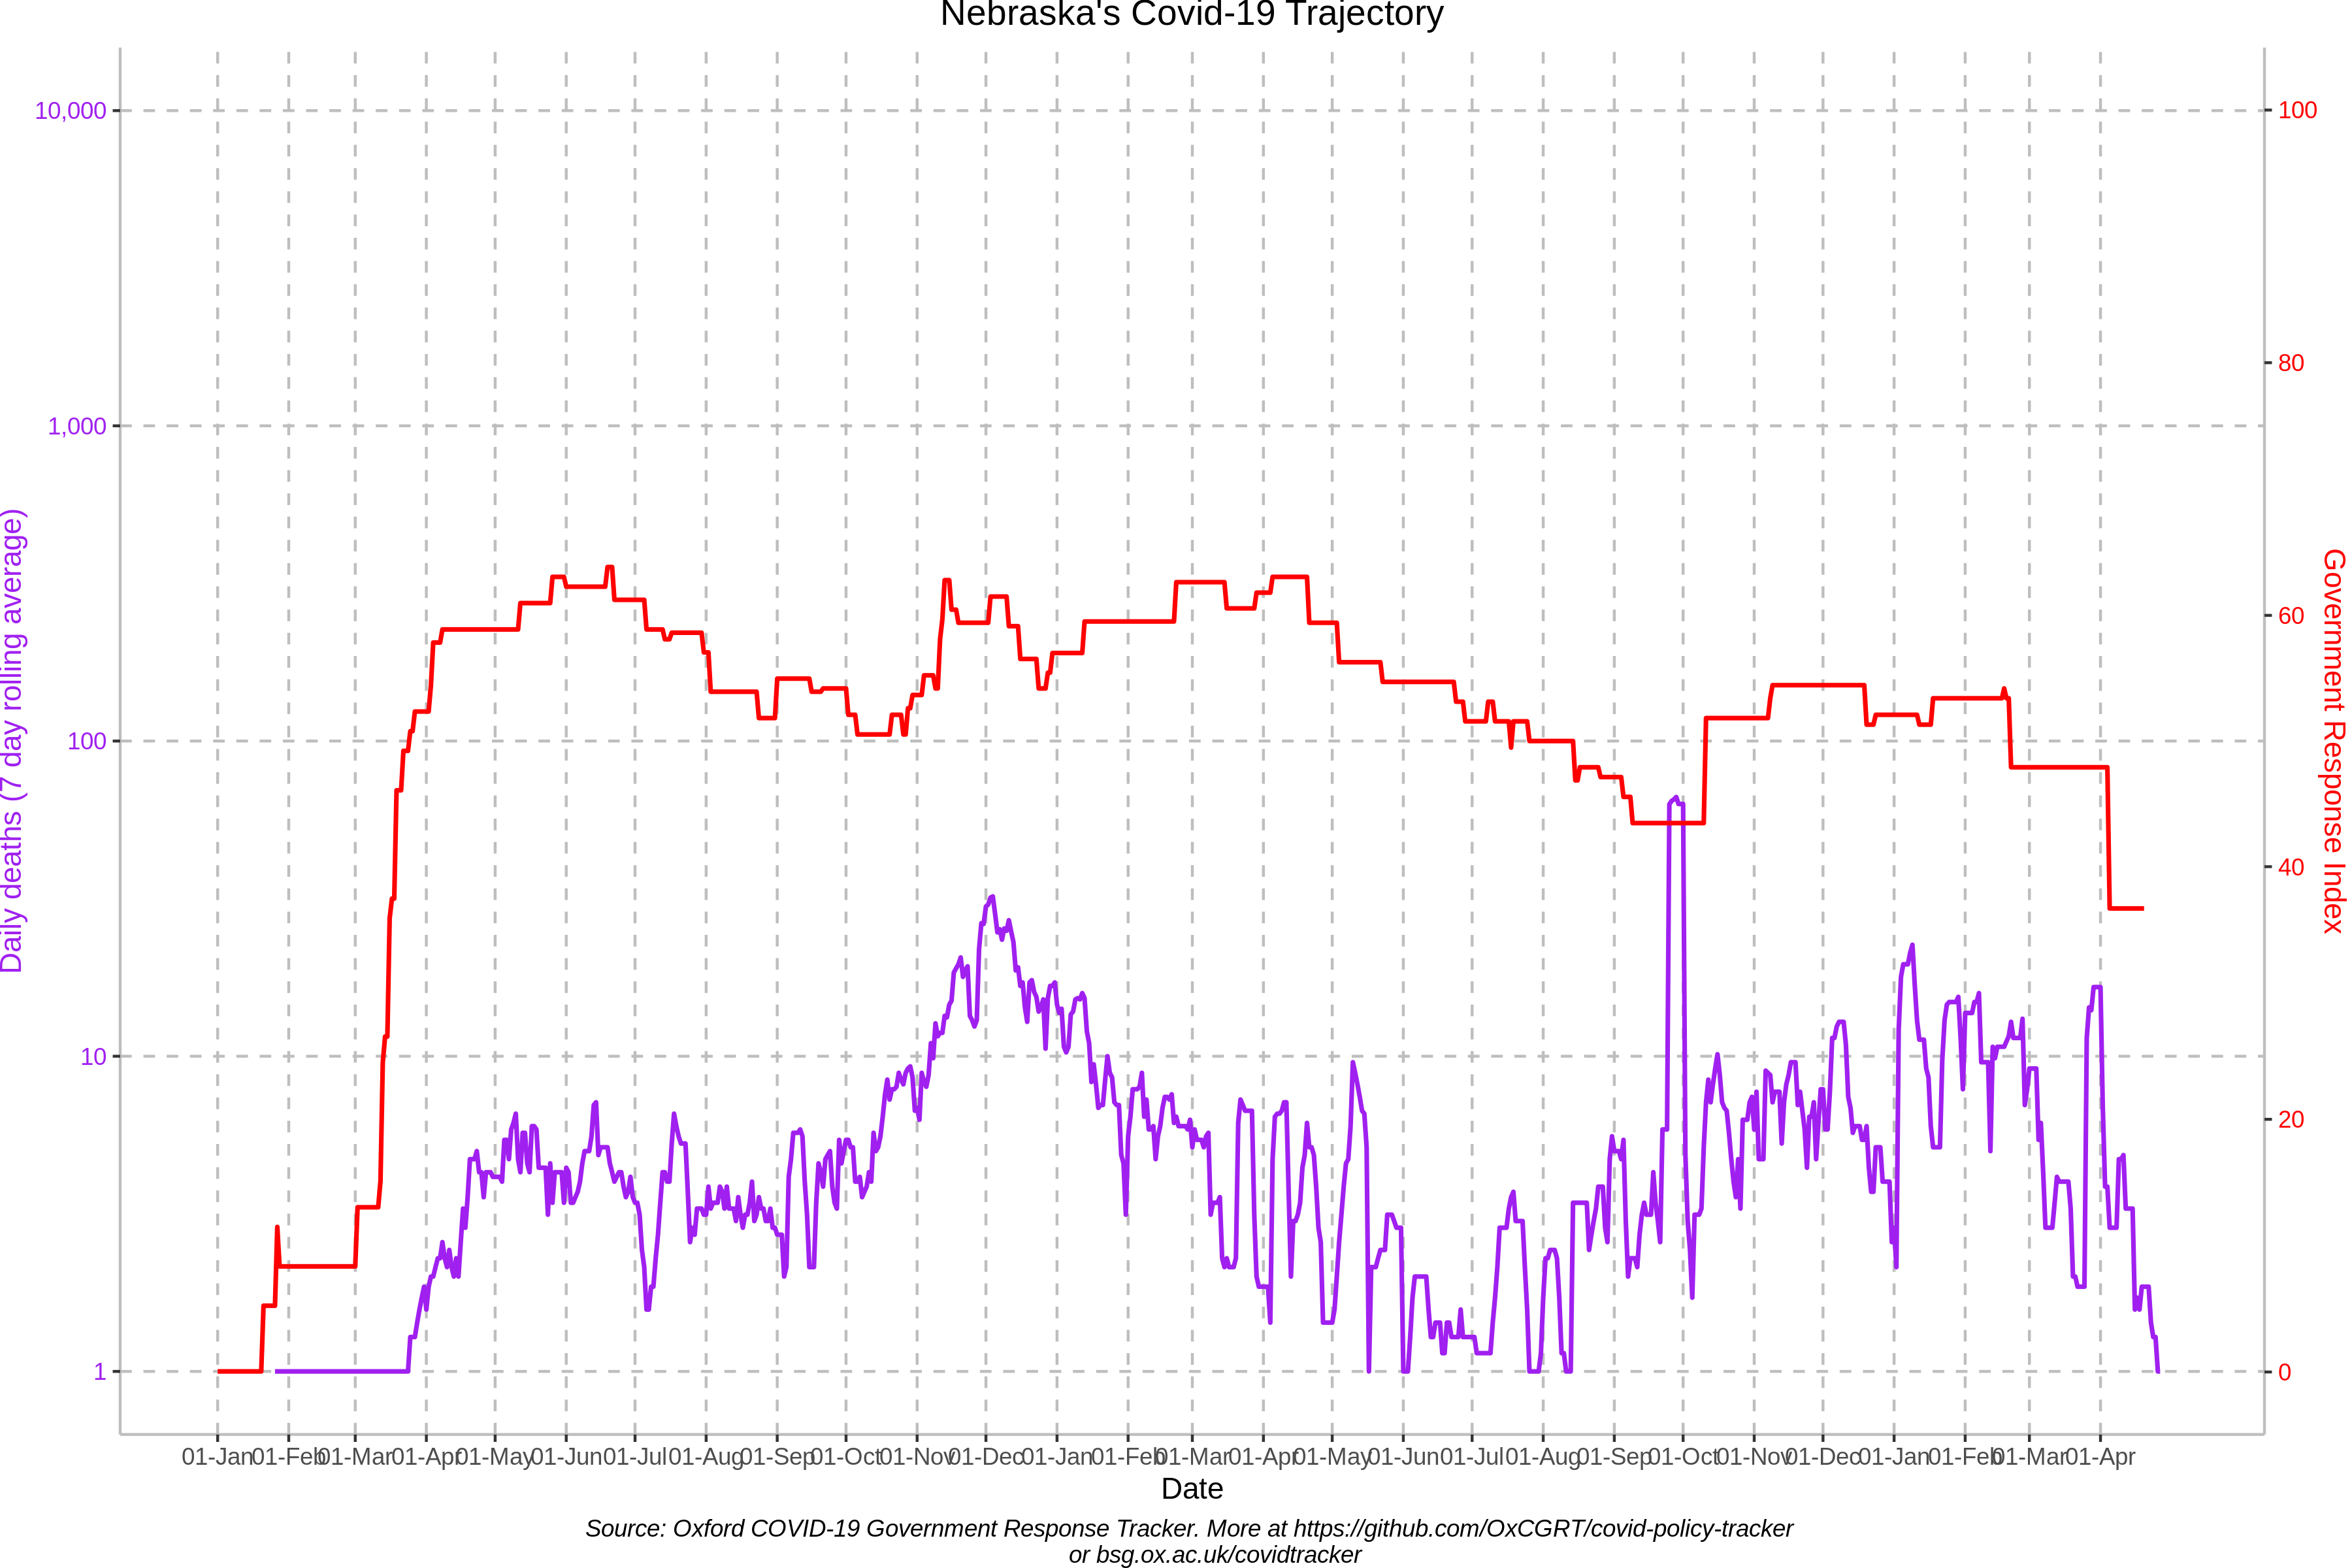 Nebraska's Covid-19 Trajectory
10,000
1,000
100
10
1
Daily deaths (7 day rolling average)
100
80
60
40
20
0
Government Response Index
01-Jan 01-Feb 01-Mar 01-Apr 01-May 01-Jun 01-Jul 01-Aug 01-Sep 01-Oct 01-Nov 01-Dec 01-Jan 01-Feb 01-Mar 01-Apr 01-May 01-Jun 01-Jul 01-Aug 01-Sep 01-Oct 01-Nov 01-Dec 01-Jan 01-Feb 01-Mar 01-Apr
Date
Source: Oxford COVID-19 Government Response Tracker. More at https://github.com/OxCGRT/covid-policy-tracker
or bsg.ox.ac.uk/covidtracker